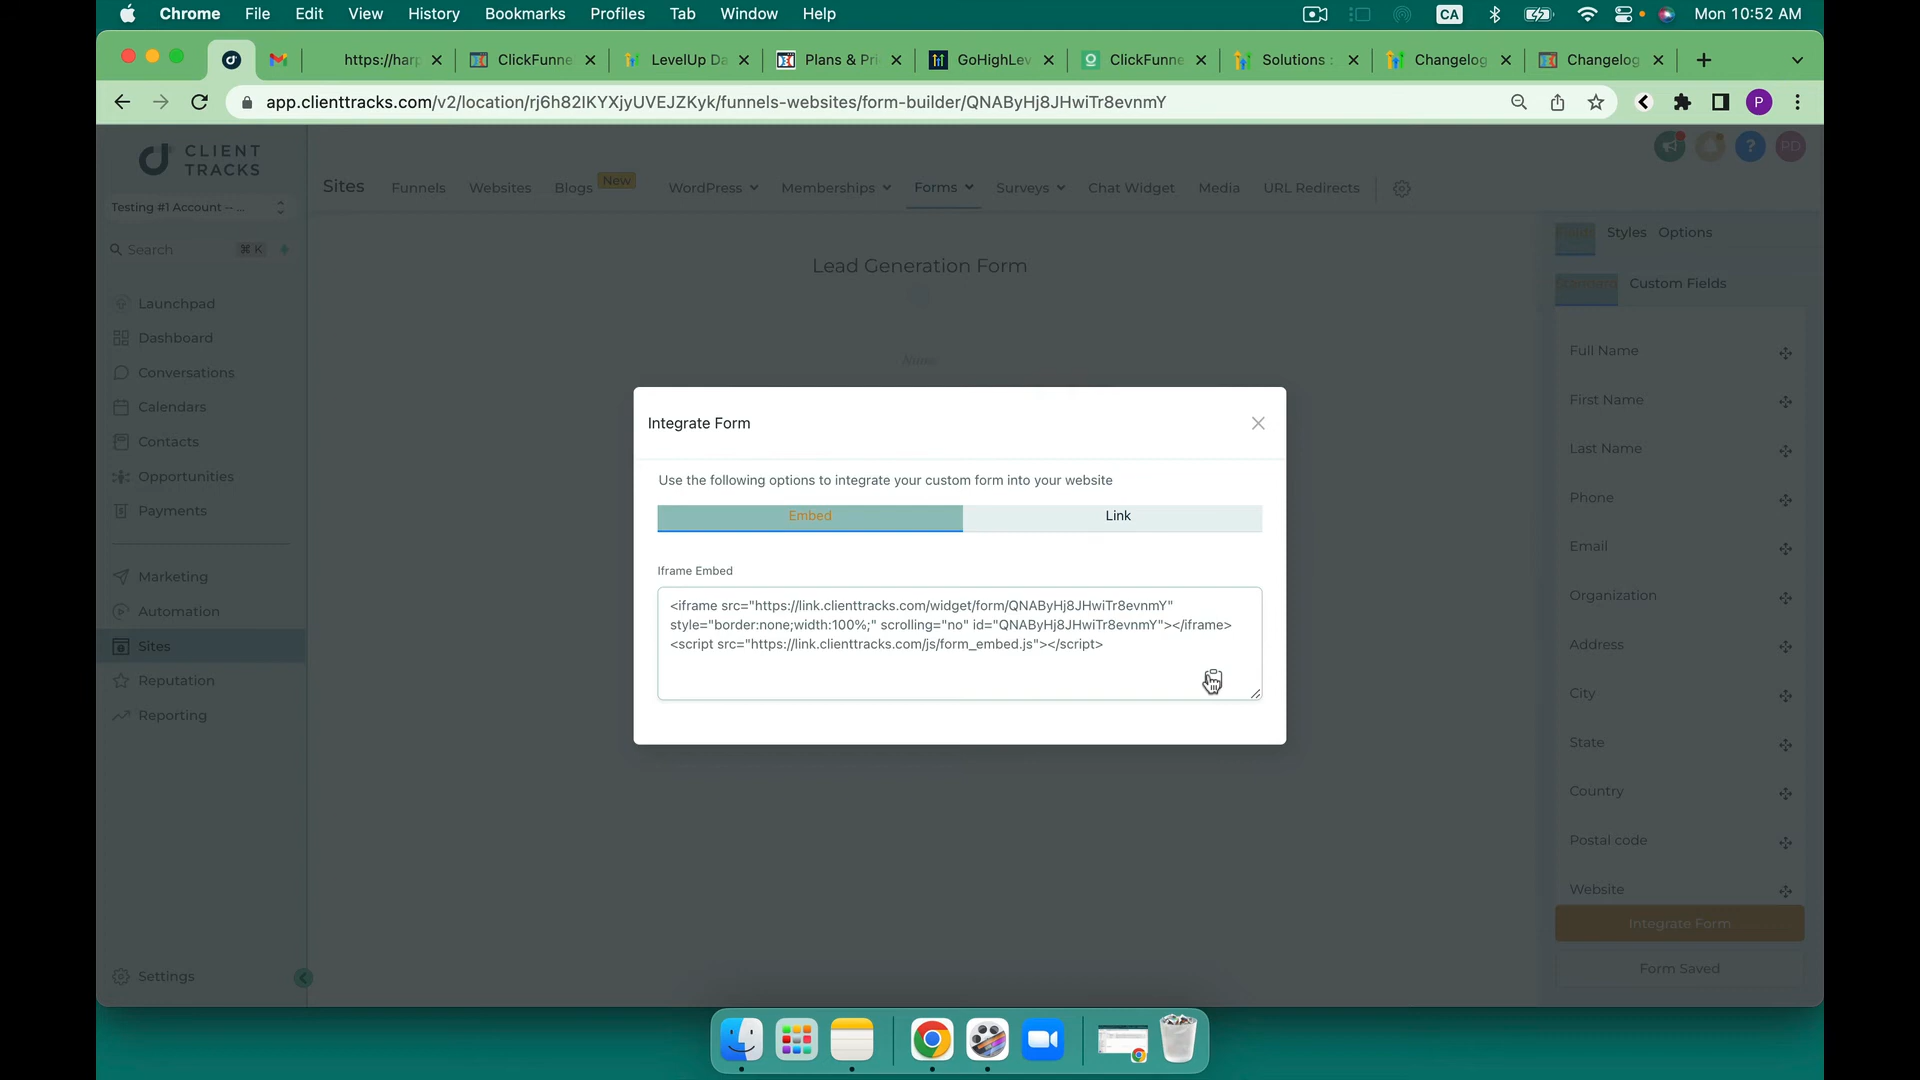 Chrome File Edit View History Bookmarks Profiles Tab Window Help CA Mon 10:52 AM
https://harp ClickFunne LevelUp Da Plans & Pri GoHighLev ClickFunne Solutions : Changelog Changelog
app.clienttracks.com/v2/location/rj6h82IKYXjyUVEJZKyk/funnels-websites/form-builder/QNAByHj8JHwiTr8evnmY P
CLIENT
TRACKS
PD
Sites Funnels Websites Blogs New WordPress Memberships Forms Surveys Chat Widget Media URL Redirects
Testing #1 Account -- ...
Search ⌘ K
Launchpad
Dashboard
Conversations
Calendars
Contacts
Opportunities
Payments
Marketing
Automation
Sites
Reputation
Reporting
Settings
Lead Generation Form
Name
Integrate Form
Use the following options to integrate your custom form into your website
Embed Link
Iframe Embed
<iframe src="https://link.clienttracks.com/widget/form/QNAByHj8JHwiTr8evnmY"
style="border:none;width:100%;" scrolling="no" id="QNAByHj8JHwiTr8evnmY"></iframe>
<script src="https://link.clienttracks.com/js/form_embed.js"></script>
Styles Options
Standard Custom Fields
Full Name
First Name
Last Name
Phone
Email
Organization
Address
City
State
Country
Postal code
Website
Integrate Form
Form Saved